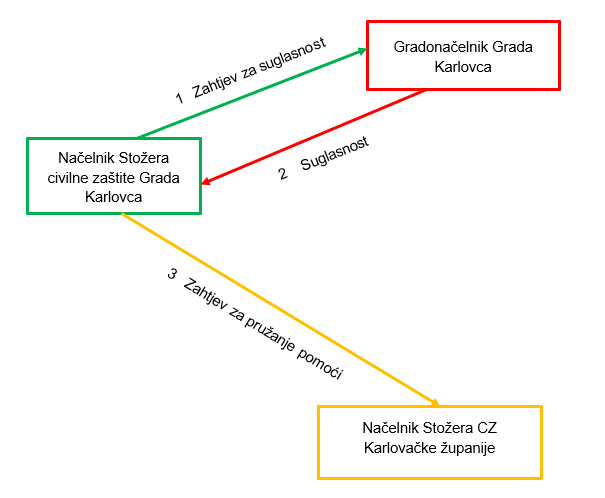 Gradonačelnik Grada
Karlovca
1 Zahtjev za suglasnost
2 Suglasnost
Načelnik Stožera
civilne zaštite Grada
Karlovca
3 Zahtjev za pružanje pomoći
Načelnik Stožera CZ
Karlovačke županije